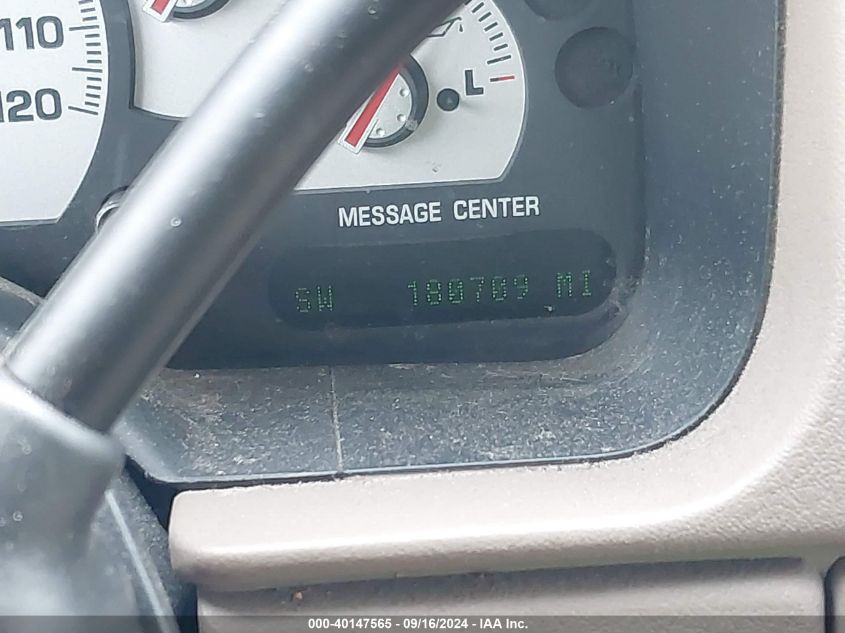 110
120
L
MESSAGE CENTER
SW 180709 MI
000-40147565 - 09/16/2024 - IAA Inc.